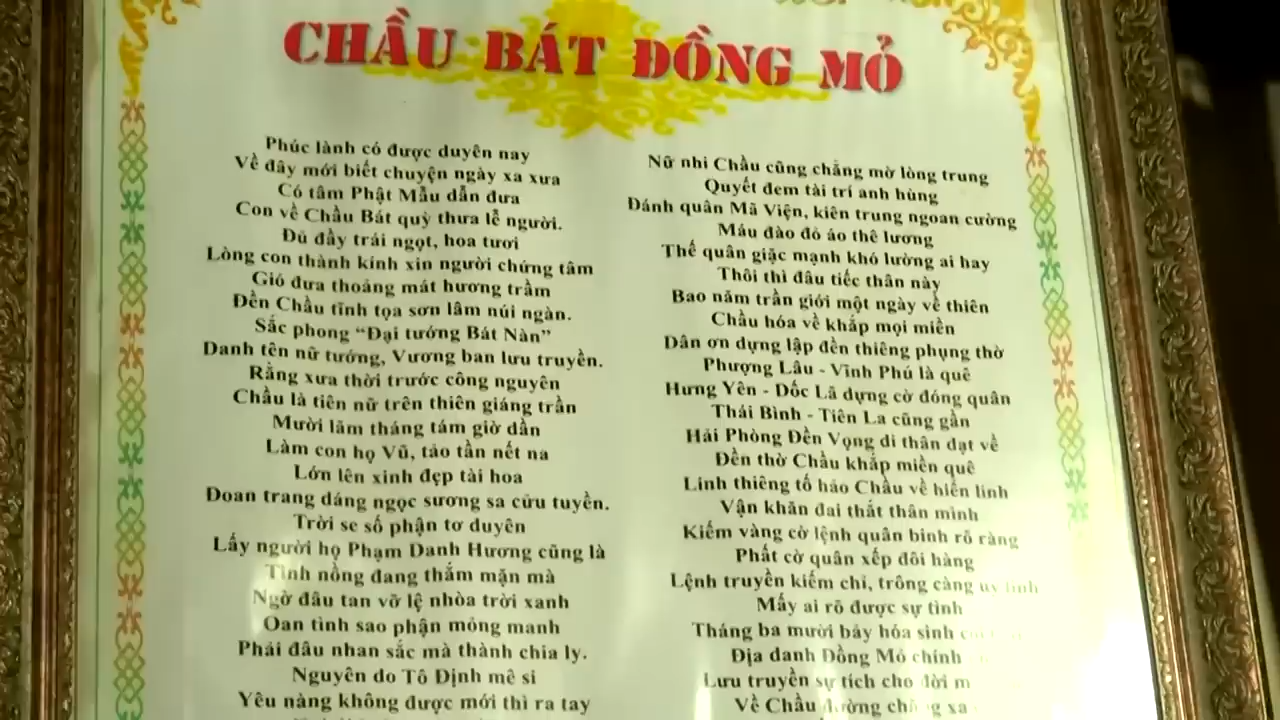 CHẦU BÁT ĐỒNG MỎ
Phúc lành có được duyên nay
Về đây mới biết chuyện ngày xa xưa
Có tâm Phật Mẫu dẫn đưa
Con về Chầu Bát quỳ thưa lễ người.
Đủ đầy trái ngọt, hoa tươi
Lòng con thành kính xin người chứng tâm
Gió đưa thoảng mát hương trầm
Đền Chầu tĩnh tọa sơn lâm núi ngàn.
Sắc phong “Đại tướng Bát Nàn”
Danh tên nữ tướng, Vương ban lưu truyền.
Rằng xưa thời trước công nguyên
Chầu là tiên nữ trên thiên giáng trần
Mười lăm tháng tám giờ dần
Làm con họ Vũ, tảo tần nết na
Lớn lên xinh đẹp tài hoa
Đoan trang dáng ngọc sương sa cửu tuyền.
Trời se số phận tơ duyên
Lấy người họ Phạm Danh Hương cũng là
Tình nồng đang thắm mặn mà
Ngờ đâu tan vỡ lệ nhòa trời xanh
Oan tình sao phận mỏng manh
Phải đâu nhan sắc mà thành chia ly.
Nguyên do Tô Định mê si
Yêu nàng không được mới thì ra tay
Nữ nhi Chầu cũng chẳng mờ lòng trung
Quyết đem tài trí anh hùng
Đánh quân Mã Viện, kiên trung ngoan cường
Máu đào đỏ áo thê lương
Thế quân giặc mạnh khó lường ai hay
Thôi thì đâu tiếc thân này
Bao năm trần giới một ngày về thiên
Chầu hóa về khắp mọi miền
Dân ơn dựng lập đền thiêng phụng thờ
Phượng Lâu - Vĩnh Phú là quê
Hưng Yên - Dốc Lã dựng cờ đóng quân
Thái Bình - Tiên La cũng gần
Hải Phòng Đền Vọng di thân dạt về
Đền thờ Chầu khắp miền quê
Linh thiêng tố hảo Chầu về hiển linh
Vận khăn đai thắt thân mình
Kiếm vàng cờ lệnh quân binh rõ ràng
Phất cờ quân xếp đôi hàng
Lệnh truyền kiếm chỉ, trông càng uy linh
Mấy ai rõ được sự tình
Tháng ba mười bảy hóa sinh
Địa danh Đồng Mỏ chính
Lưu truyền sự tích cho đời
Về Chầu đường xa